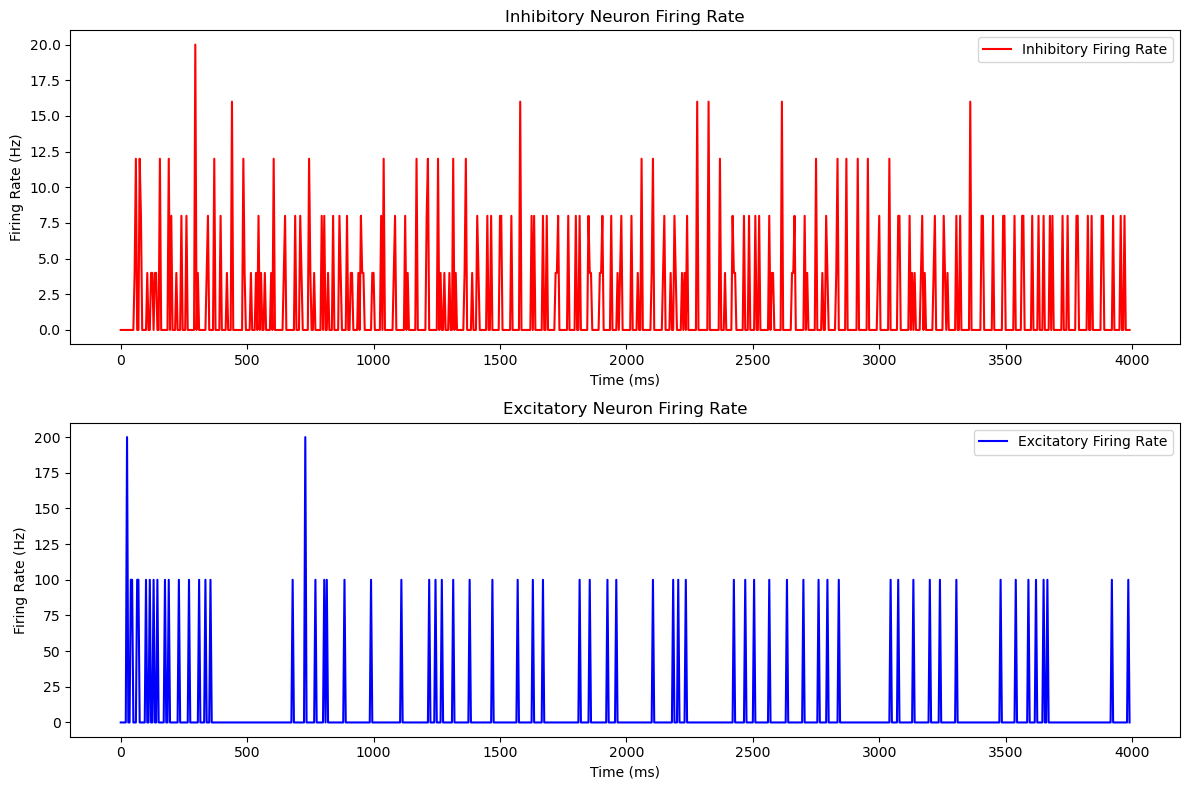 Inhibitory Neuron Firing Rate
Firing Rate (Hz)
20.0
17.5
15.0
12.5
10.0
7.5
5.0
2.5
0.0
Inhibitory Firing Rate
0 500 1000 1500 2000 2500 3000 3500 4000
Time (ms)
Excitatory Neuron Firing Rate
Firing Rate (Hz)
200
175
150
125
100
75
50
25
0
Excitatory Firing Rate
0 500 1000 1500 2000 2500 3000 3500 4000
Time (ms)